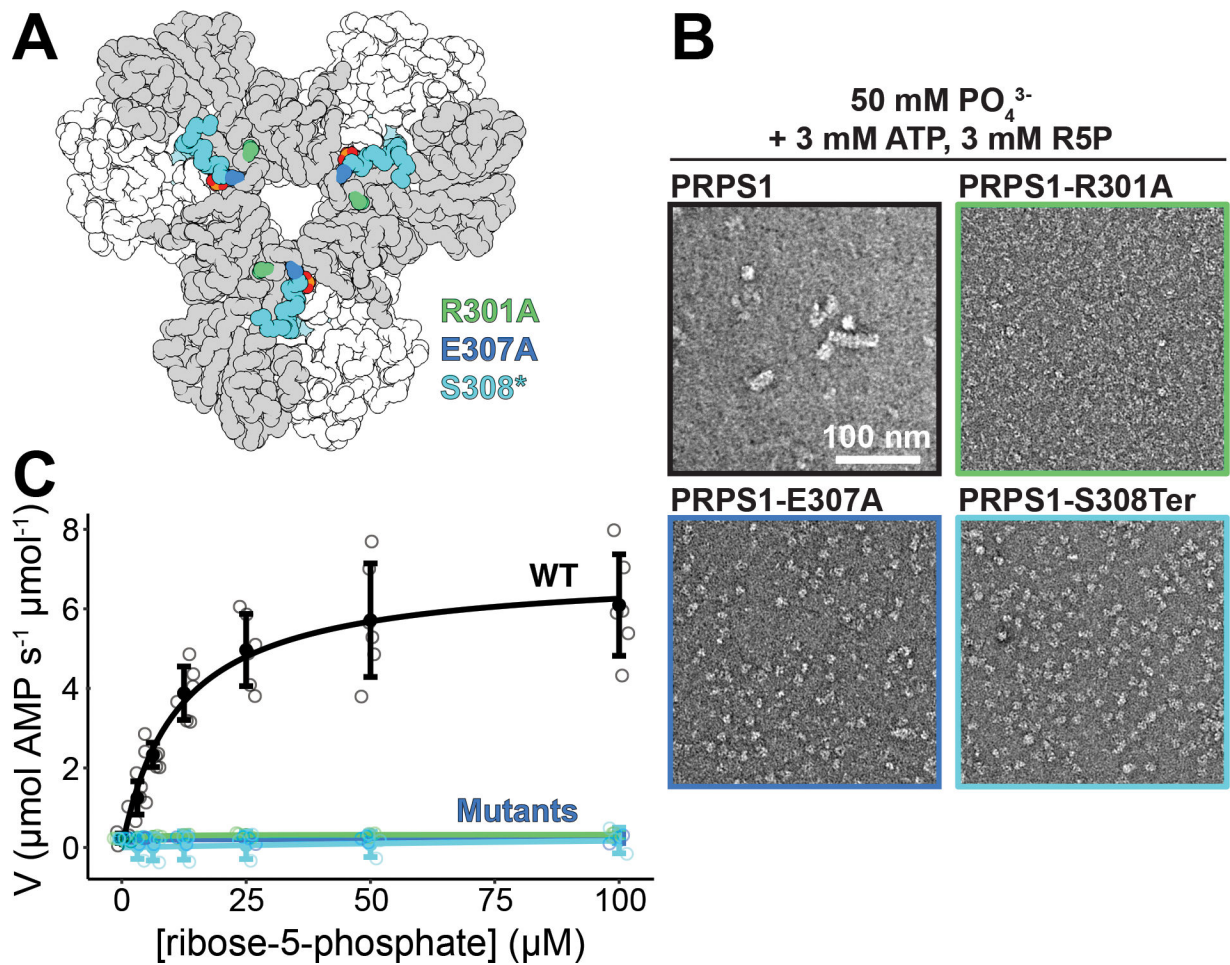 A
R301A
E307A
S308*
B
50 mM PO₄³⁻
+ 3 mM ATP, 3 mM R5P
PRPS1
PRPS1-R301A
100 nm
PRPS1-E307A
PRPS1-S308Ter
C
V (µmol AMP s⁻¹ µmol⁻¹)
8
6
4
2
0
WT
Mutants
0
25
50
75
100
[ribose-5-phosphate] (µM)